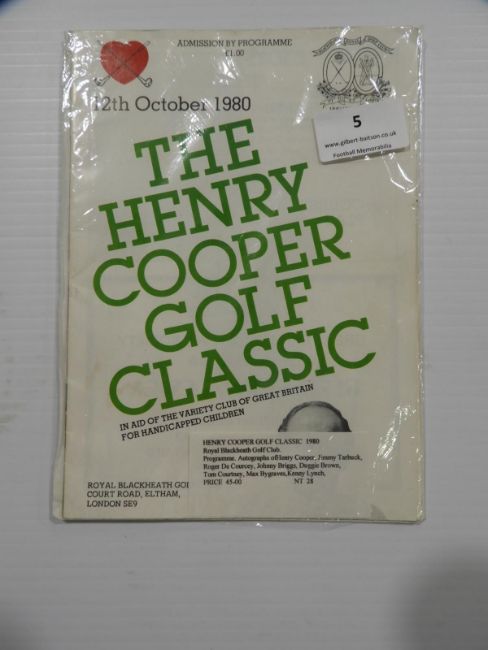 ADMISSION BY PROGRAMME
£1.00
12th October 1980
5
www.gilbert-baitson.co.uk
Football Memorabilia
THE
HENRY
COOPER
GOLF
CLASSIC
IN AID OF THE VARIETY CLUB OF GREAT BRITAIN
FOR HANDICAPPED CHILDREN
HENRY COOPER GOLF CLASSIC 1980
Royal Blackheath Golf Club.
Programme. Autographs ofHenry Cooper, Jimmy Tarbuck,
Roger De Courcey, Johnny Briggs, Duggie Brown,
Tom Courtney, Max Bygraves,Kenny Lynch,
PRICE 45-00 NT 28
ROYAL BLACKHEATH GOL
COURT ROAD, ELTHAM,
LONDON SE9